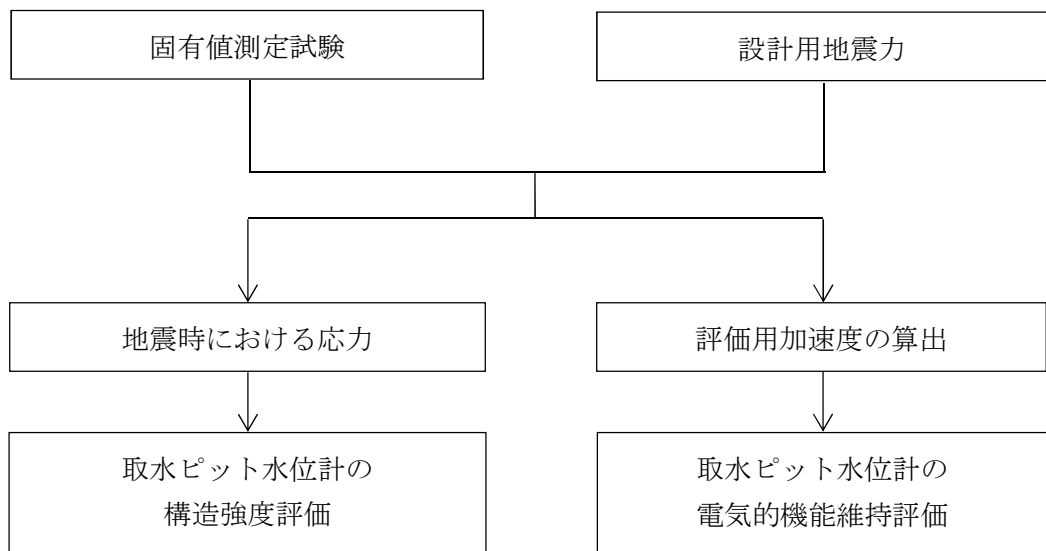 固有値測定試験
設計用地震力
地震時における応力
評価用加速度の算出
取水ピット水位計の
構造強度評価
取水ピット水位計の
電気的機能維持評価